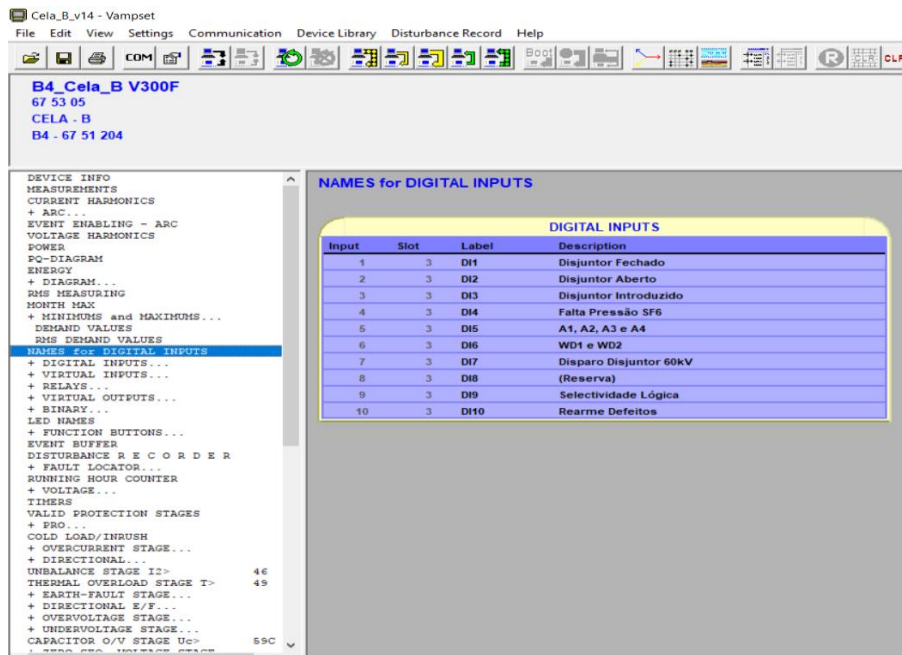 Cela_B_v14 - Vampset
File Edit View Settings Communication Device Library Disturbance Record Help
COM Boot R CLR CLR
B4_Cela_B V300F
67 53 05
CELA - B
B4 - 67 51 204
DEVICE INFO
MEASUREMENTS
CURRENT HARMONICS
+ ARC...
EVENT ENABLING - ARC
VOLTAGE HARMONICS
POWER
PQ-DIAGRAM
ENERGY
+ DIAGRAM...
RMS MEASURING
MONTH MAX
+ MINIMUMS and MAXIMUMS...
DEMAND VALUES
RMS DEMAND VALUES
NAMES for DIGITAL INPUTS
+ DIGITAL INPUTS...
+ VIRTUAL INPUTS...
+ RELAYS...
+ VIRTUAL OUTPUTS...
+ BINARY...
LED NAMES
+ FUNCTION BUTTONS...
EVENT BUFFER
DISTURBANCE R E C O R D E R
+ FAULT LOCATOR...
RUNNING HOUR COUNTER
+ VOLTAGE...
TIMERS
VALID PROTECTION STAGES
+ PRO...
COLD LOAD/INRUSH
+ OVERCURRENT STAGE...
+ DIRECTIONAL...
UNBALANCE STAGE I2> 46
THERMAL OVERLOAD STAGE T> 49
+ EARTH-FAULT STAGE...
+ DIRECTIONAL E/F...
+ OVERVOLTAGE STAGE...
+ UNDERVOLTAGE STAGE...
CAPACITOR O/V STAGE Uc> 59C
NAMES for DIGITAL INPUTS
DIGITAL INPUTS
Input Slot Label Description
1 3 DI1 Disjuntor Fechado
2 3 DI2 Disjuntor Aberto
3 3 DI3 Disjuntor Introduzido
4 3 DI4 Falta Pressão SF6
5 3 DI5 A1, A2, A3 e A4
6 3 DI6 WD1 e WD2
7 3 DI7 Disparo Disjuntor 60kV
8 3 DI8 (Reserva)
9 3 DI9 Selectividade Lógica
10 3 DI10 Rearme Defeitos